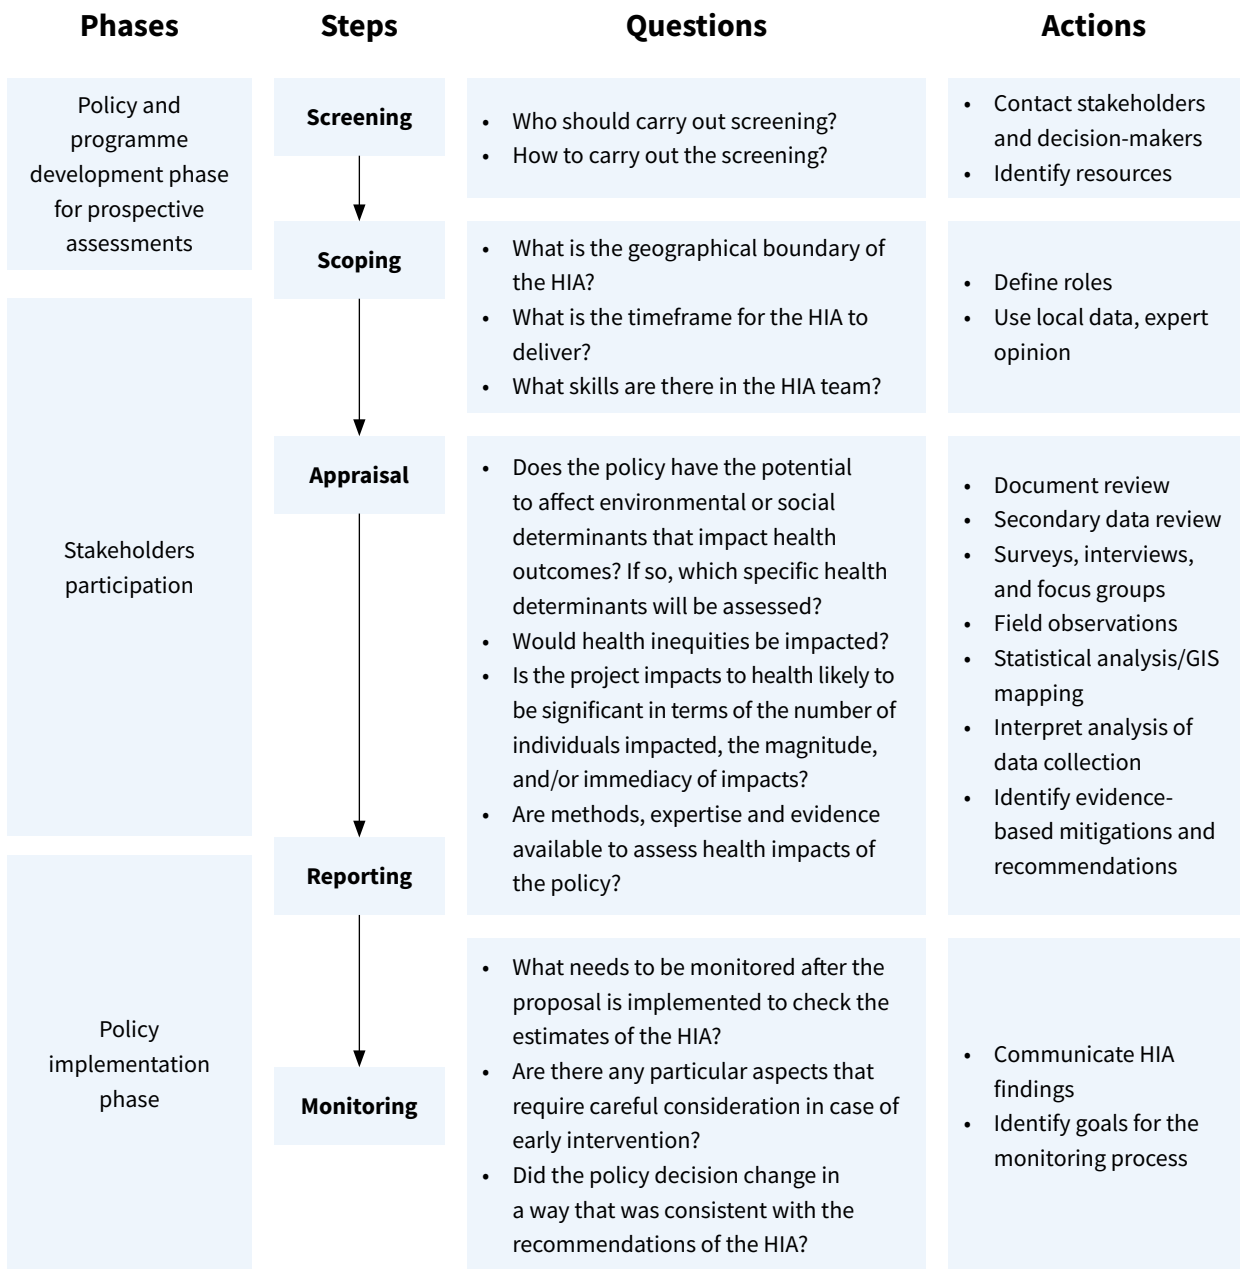 Phases
Steps
Questions
Actions
Policy and
programme
development phase
for prospective
assessments
Screening
• Who should carry out screening?
• How to carry out the screening?
• Contact stakeholders
and decision-makers
• Identify resources
Scoping
• What is the geographical boundary of
the HIA?
• What is the timeframe for the HIA to
deliver?
• What skills are there in the HIA team?
• Define roles
• Use local data, expert
opinion
Stakeholders
participation
Appraisal
• Does the policy have the potential
to affect environmental or social
determinants that impact health
outcomes? If so, which specific health
determinants will be assessed?
• Would health inequities be impacted?
• Is the project impacts to health likely to
be significant in terms of the number of
individuals impacted, the magnitude,
and/or immediacy of impacts?
• Are methods, expertise and evidence
available to assess health impacts of
the policy?
• Document review
• Secondary data review
• Surveys, interviews,
and focus groups
• Field observations
• Statistical analysis/GIS
mapping
• Interpret analysis of
data collection
• Identify evidence-
based mitigations and
recommendations
Reporting
Policy
implementation
phase
Monitoring
• What needs to be monitored after the
proposal is implemented to check the
estimates of the HIA?
• Are there any particular aspects that
require careful consideration in case of
early intervention?
• Did the policy decision change in
a way that was consistent with the
recommendations of the HIA?
• Communicate HIA
findings
• Identify goals for the
monitoring process